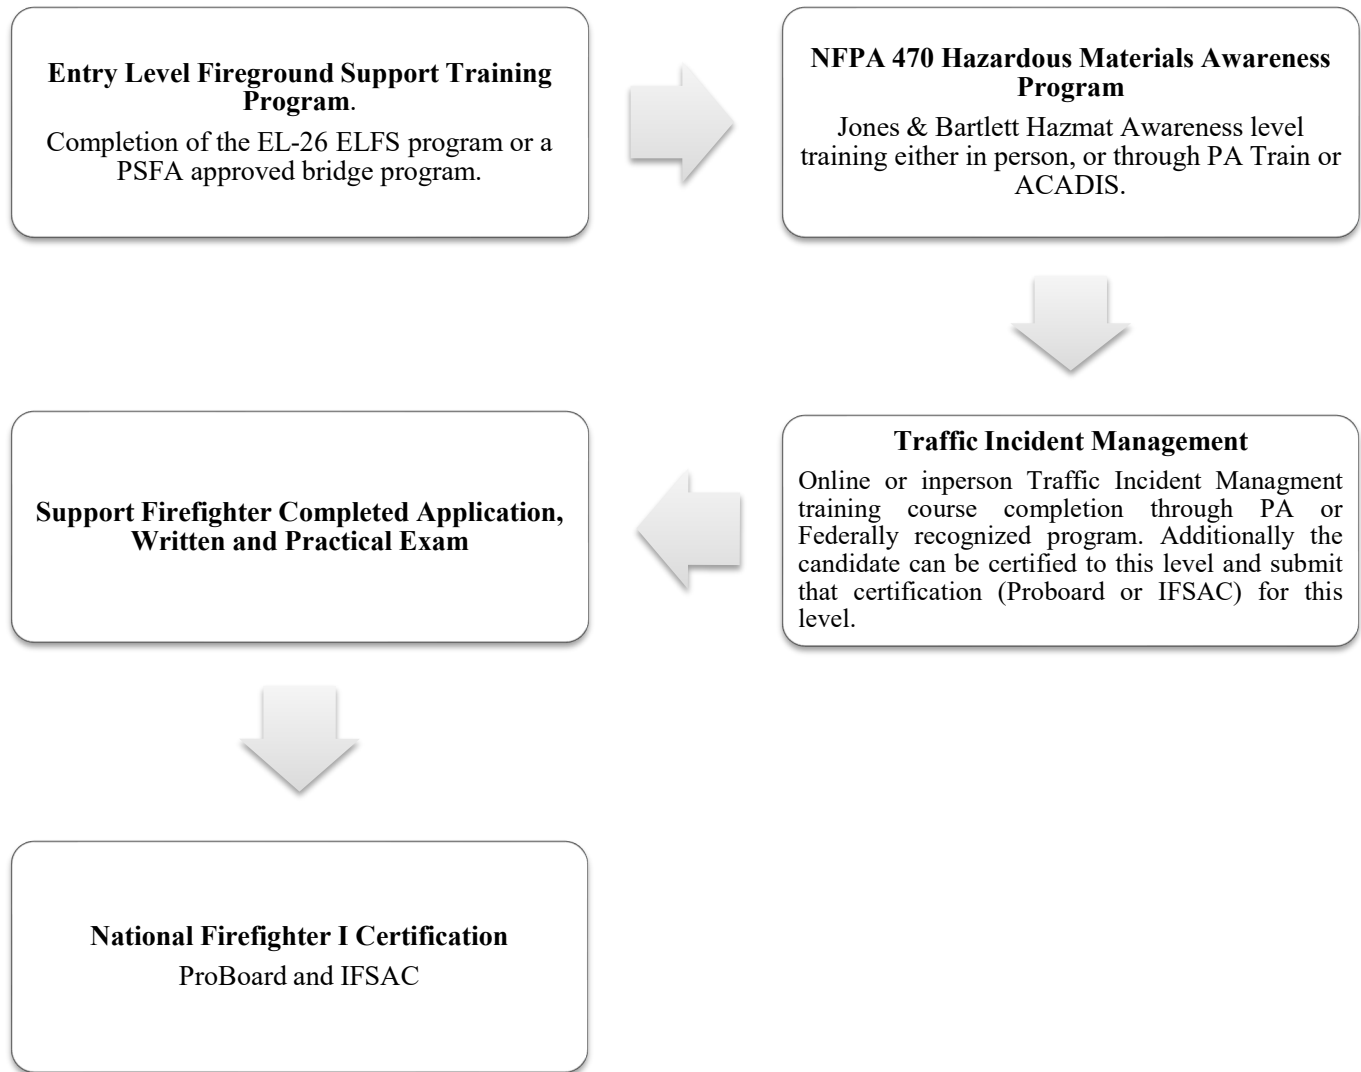 Entry Level Fireground Support Training
Program.
Completion of the EL-26 ELFS program or a
PSFA approved bridge program.
NFPA 470 Hazardous Materials Awareness
Program
Jones & Bartlett Hazmat Awareness level
training either in person, or through PA Train or
ACADIS.
Traffic Incident Management
Online or inperson Traffic Incident Managment
training course completion through PA or
Federally recognized program. Additionally the
candidate can be certified to this level and submit
that certification (Proboard or IFSAC) for this
level.
Support Firefighter Completed Application,
Written and Practical Exam
National Firefighter I Certification
ProBoard and IFSAC